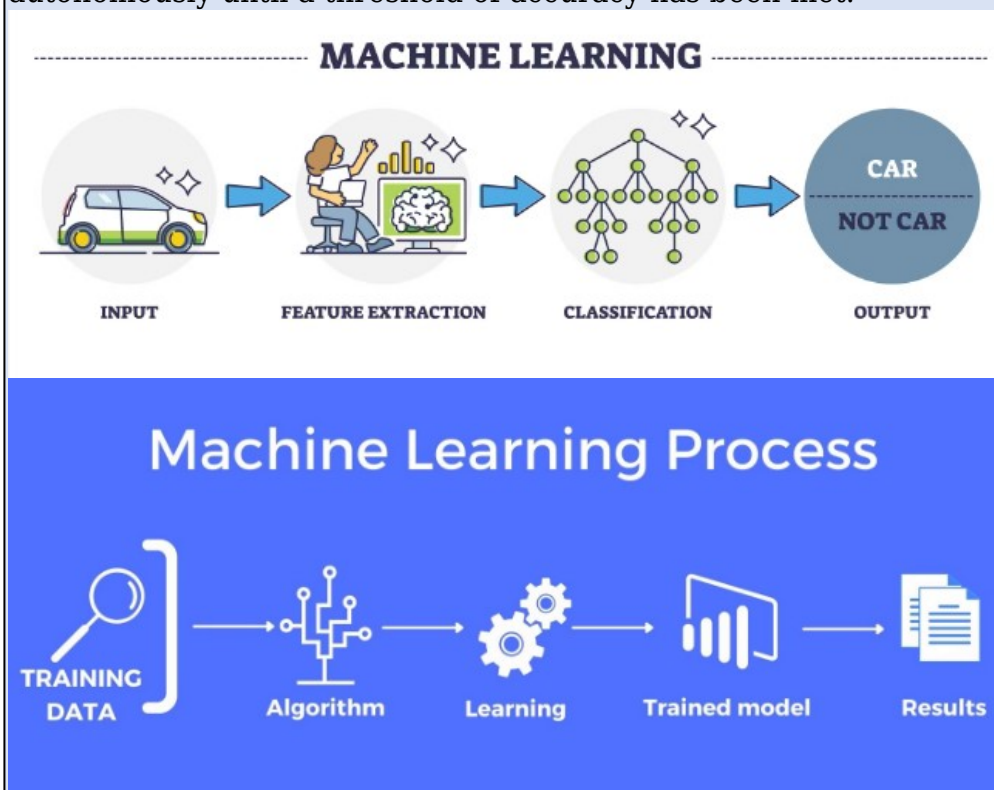 autonomously until a threshold of accuracy has been met.
MACHINE LEARNING
CAR
NOT CAR
INPUT FEATURE EXTRACTION CLASSIFICATION OUTPUT
Machine Learning Process
TRAINING
DATA
Algorithm Learning Trained model Results